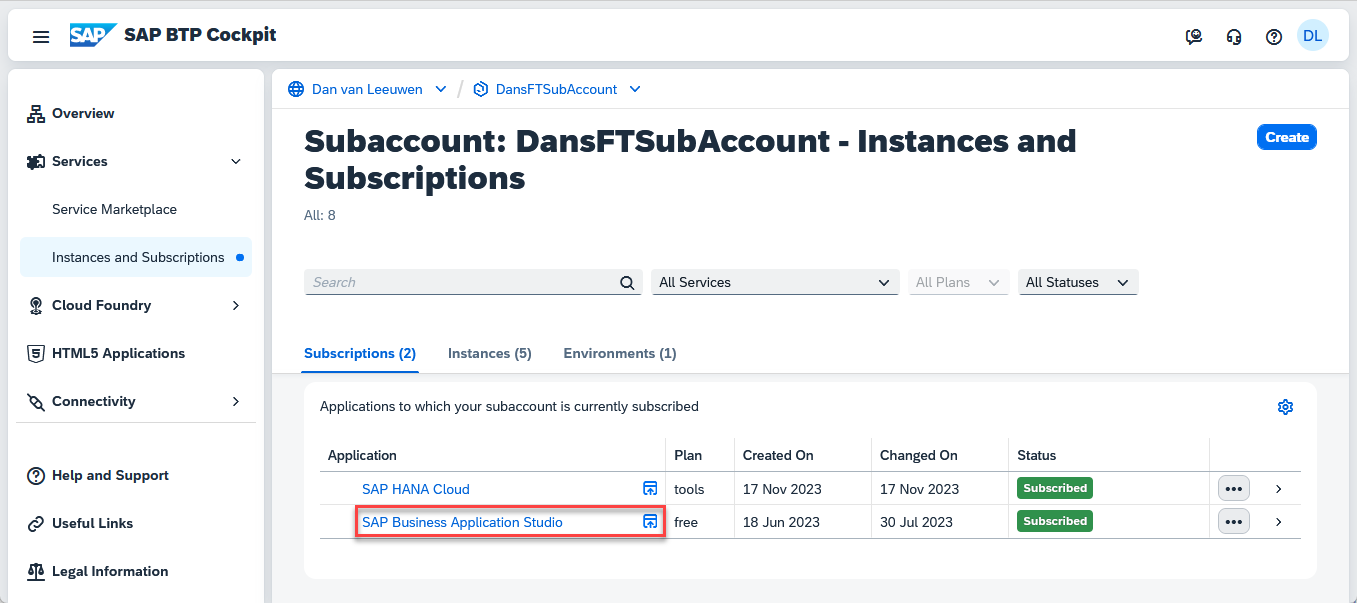 SAP SAP BTP Cockpit
DL
Overview
Services
Service Marketplace
Instances and Subscriptions
Cloud Foundry
HTML5 Applications
Connectivity
Help and Support
Useful Links
Legal Information
Dan van Leeuwen / DansFTSubAccount
Subaccount: DansFTSubAccount - Instances and
Subscriptions
Create
All: 8
Search All Services All Plans All Statuses
Subscriptions (2) Instances (5) Environments (1)
Applications to which your subaccount is currently subscribed
Application Plan Created On Changed On Status
SAP HANA Cloud tools 17 Nov 2023 17 Nov 2023 Subscribed
SAP Business Application Studio free 18 Jun 2023 30 Jul 2023 Subscribed